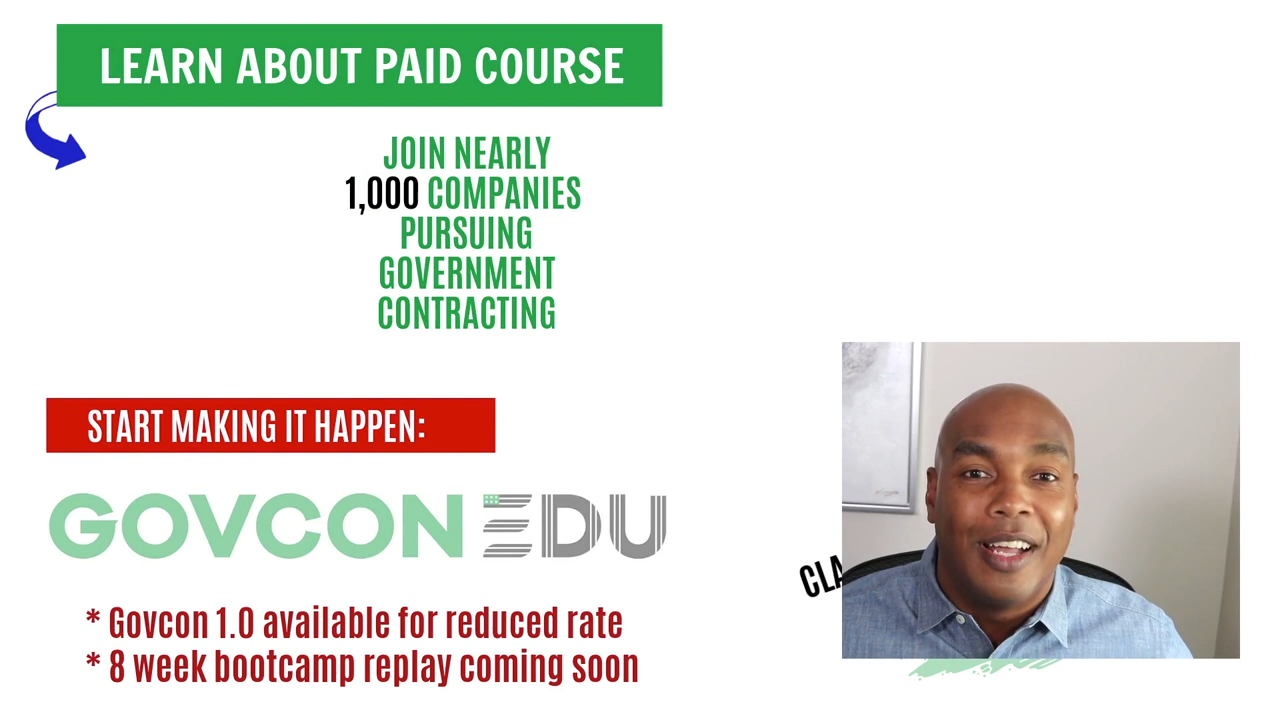 LEARN ABOUT PAID COURSE
JOIN NEARLY
1,000 COMPANIES
PURSUING
GOVERNMENT
CONTRACTING
START MAKING IT HAPPEN:
GOVCON EDU
* Govcon 1.0 available for reduced rate
* 8 week bootcamp replay coming soon